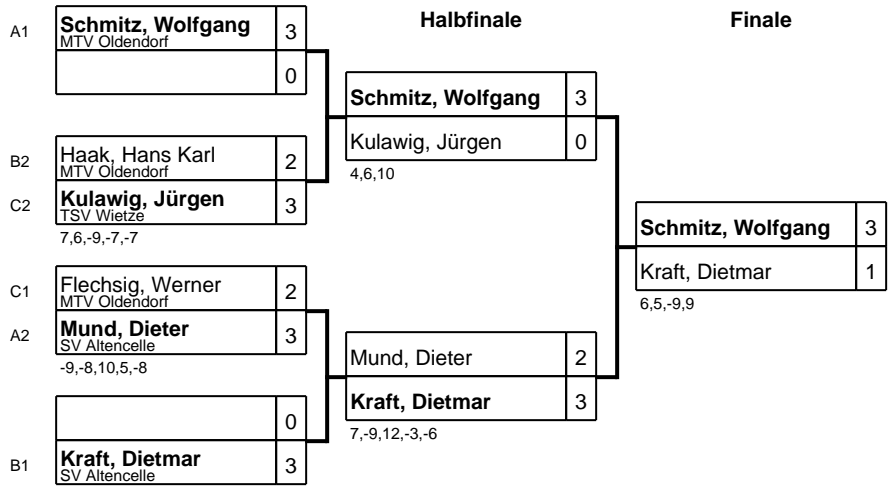 Halbfinale
Finale
A1
Schmitz, Wolfgang 3
MTV Oldendorf
0
B2
Haak, Hans Karl 2
MTV Oldendorf
C2
Kulawig, Jürgen 3
TSV Wietze
7,6,-9,-7,-7
C1
Flechsig, Werner 2
MTV Oldendorf
A2
Mund, Dieter 3
SV Altencelle
-9,-8,10,5,-8
0
B1
Kraft, Dietmar 3
SV Altencelle
Schmitz, Wolfgang 3
Kulawig, Jürgen 0
4,6,10
Mund, Dieter 2
Kraft, Dietmar 3
7,-9,12,-3,-6
Schmitz, Wolfgang 3
Kraft, Dietmar 1
6,5,-9,9